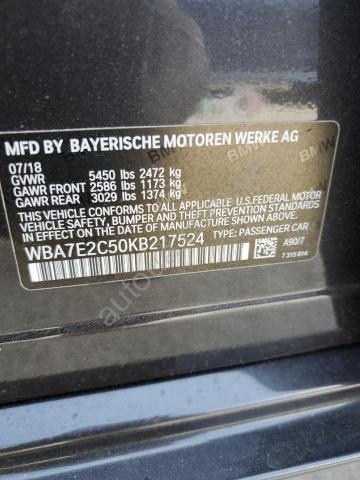 MFD BY BAYERISCHE MOTOREN WERKE AG
07/18
GVWR 5450 lbs 2472 kg
GAWR FRONT 2586 lbs 1173 kg
GAWR REAR 3029 lbs 1374 kg
THIS VEHICLE CONFORMS TO ALL APPLICABLE U.S. FEDERAL MOTOR
VEHICLE SAFETY, BUMPER, AND THEFT PREVENTION STANDARDS
IN EFFECT ON THE DATE OF MANUFACTURE SHOWN ABOVE.
WBA7E2C50KB217524 TYPE: PASSENGER CAR
A90/7
7315814
BMW